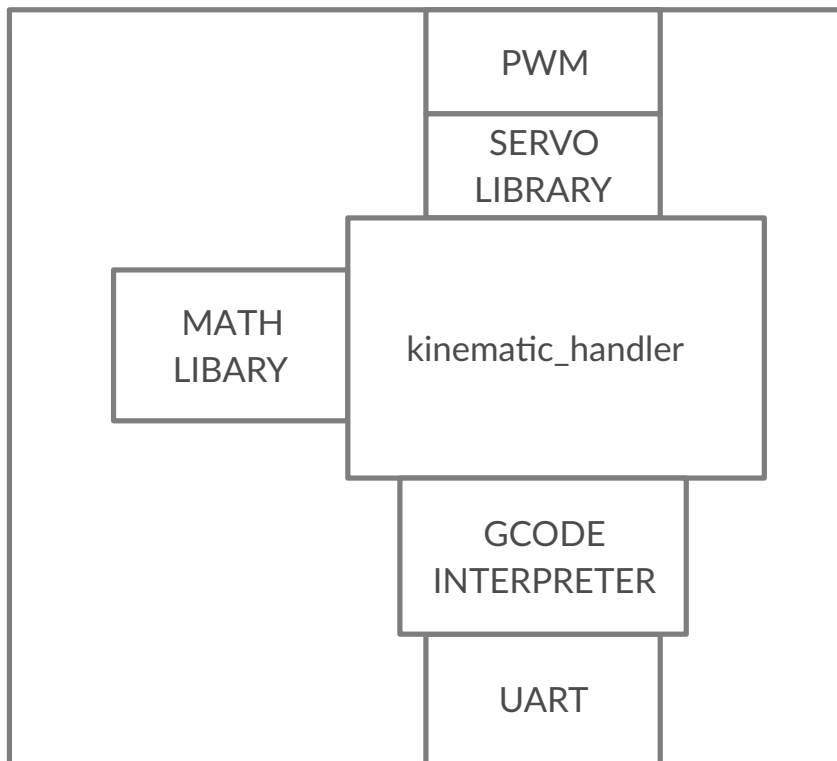 PWM
SERVO
LIBRARY
MATH
LIBARY
kinematic_handler
GCODE
INTERPRETER
UART